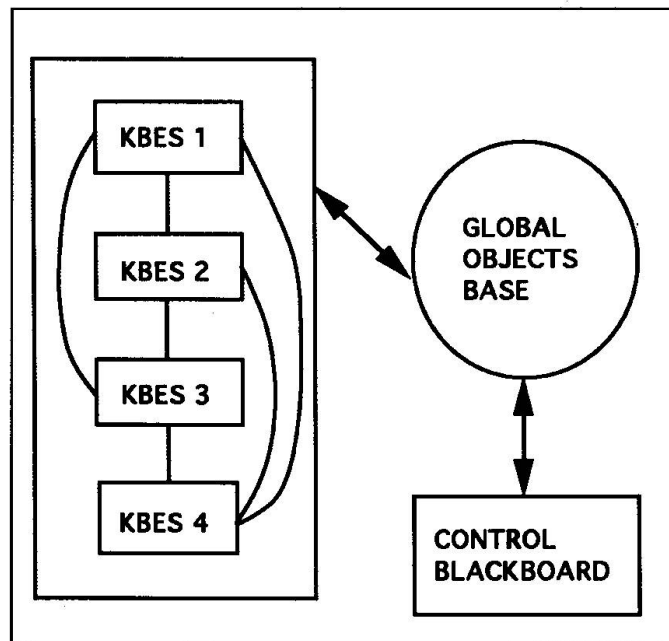 KBES 1
KBES 2
KBES 3
KBES 4
GLOBAL
OBJECTS
BASE
CONTROL
BLACKBOARD